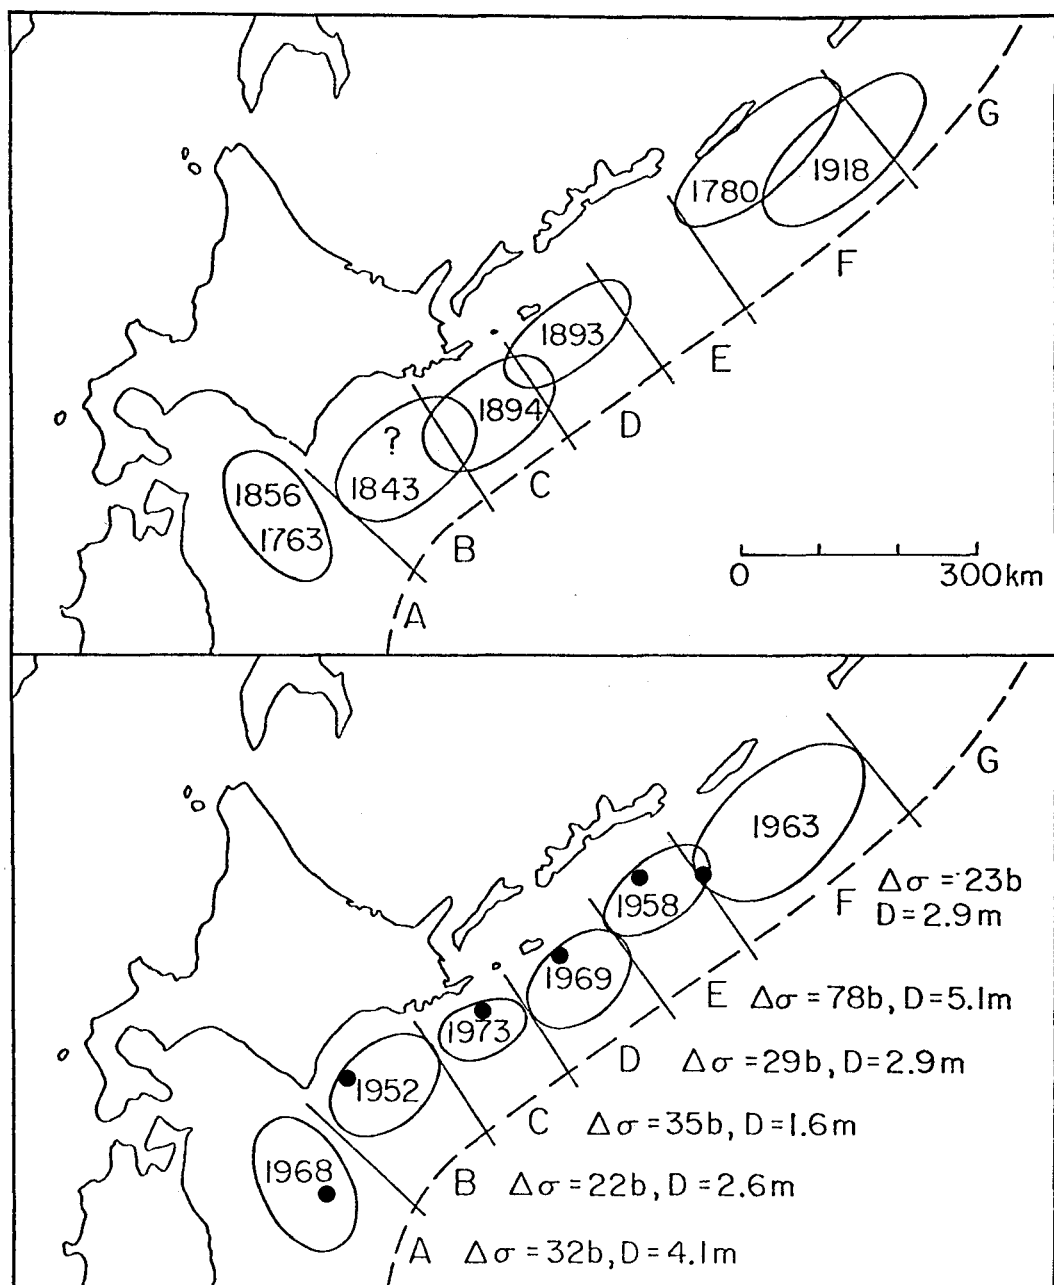 G
1918
1780
F
1893
E
1894
D
?
1843
C
1856
1763
B
A
0 300km
G
1963
F Δσ = 23b
D = 2.9m
1958
1969
E Δσ = 78b, D = 5.1m
1973
D Δσ = 29b, D = 2.9m
1952
C Δσ = 35b, D = 1.6m
1968
B Δσ = 22b, D = 2.6m
A Δσ = 32b, D = 4.1m